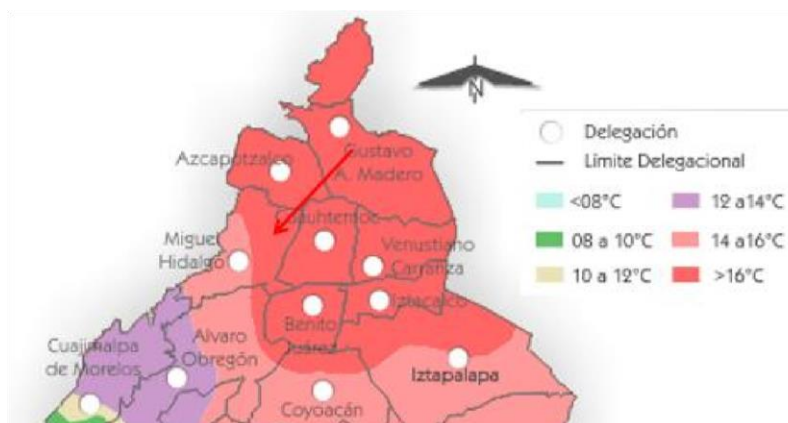 N
Delegación
Límite Delegacional
<08°C
12 a 14°C
08 a 10°C
14 a 16°C
10 a 12°C
>16°C
Gustavo
A. Madero
Azcapotzalco
Cuauhtemoc
Miguel
Hidalgo
Venustiano
Carranza
Iztacalco
Benito
Juárez
Alvaro
Obregón
Cuajimalpa
de Morelos
Iztapalapa
Coyoacán